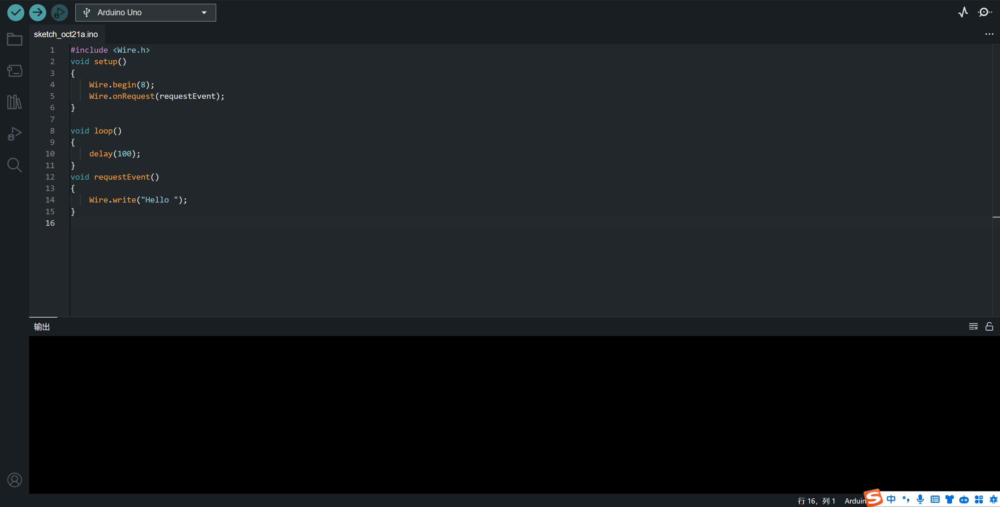 Arduino Uno
sketch_oct21a.ino
1 #include <Wire.h>
2 void setup()
3 {
4 Wire.begin(8);
5 Wire.onRequest(requestEvent);
6 }
7
8 void loop()
9 {
10 delay(100);
11 }
12 void requestEvent()
13 {
14 Wire.write("Hello ");
15 }
16
输出
行 16，列 1 S 中